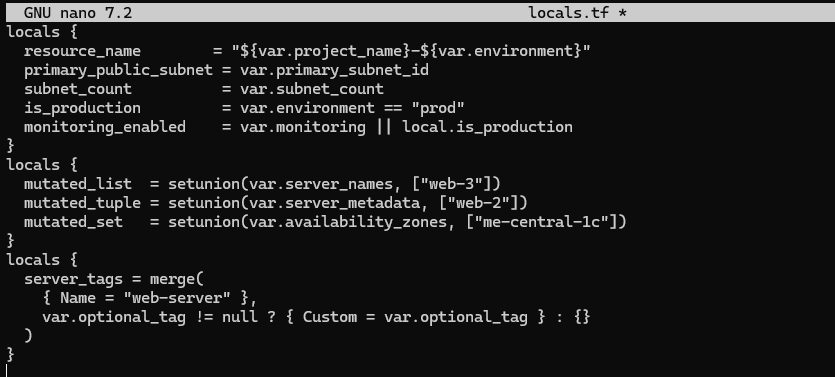 GNU nano 7.2 locals.tf *
locals {
  resource_name        = "${var.project_name}-${var.environment}"
  primary_public_subnet = var.primary_subnet_id
  subnet_count          = var.subnet_count
  is_production         = var.environment == "prod"
  monitoring_enabled    = var.monitoring || local.is_production
}
locals {
  mutated_list  = setunion(var.server_names, ["web-3"])
  mutated_tuple = setunion(var.server_metadata, ["web-2"])
  mutated_set   = setunion(var.availability_zones, ["me-central-1c"])
}
locals {
  server_tags = merge(
    { Name = "web-server" },
    var.optional_tag != null ? { Custom = var.optional_tag } : {}
  )
}